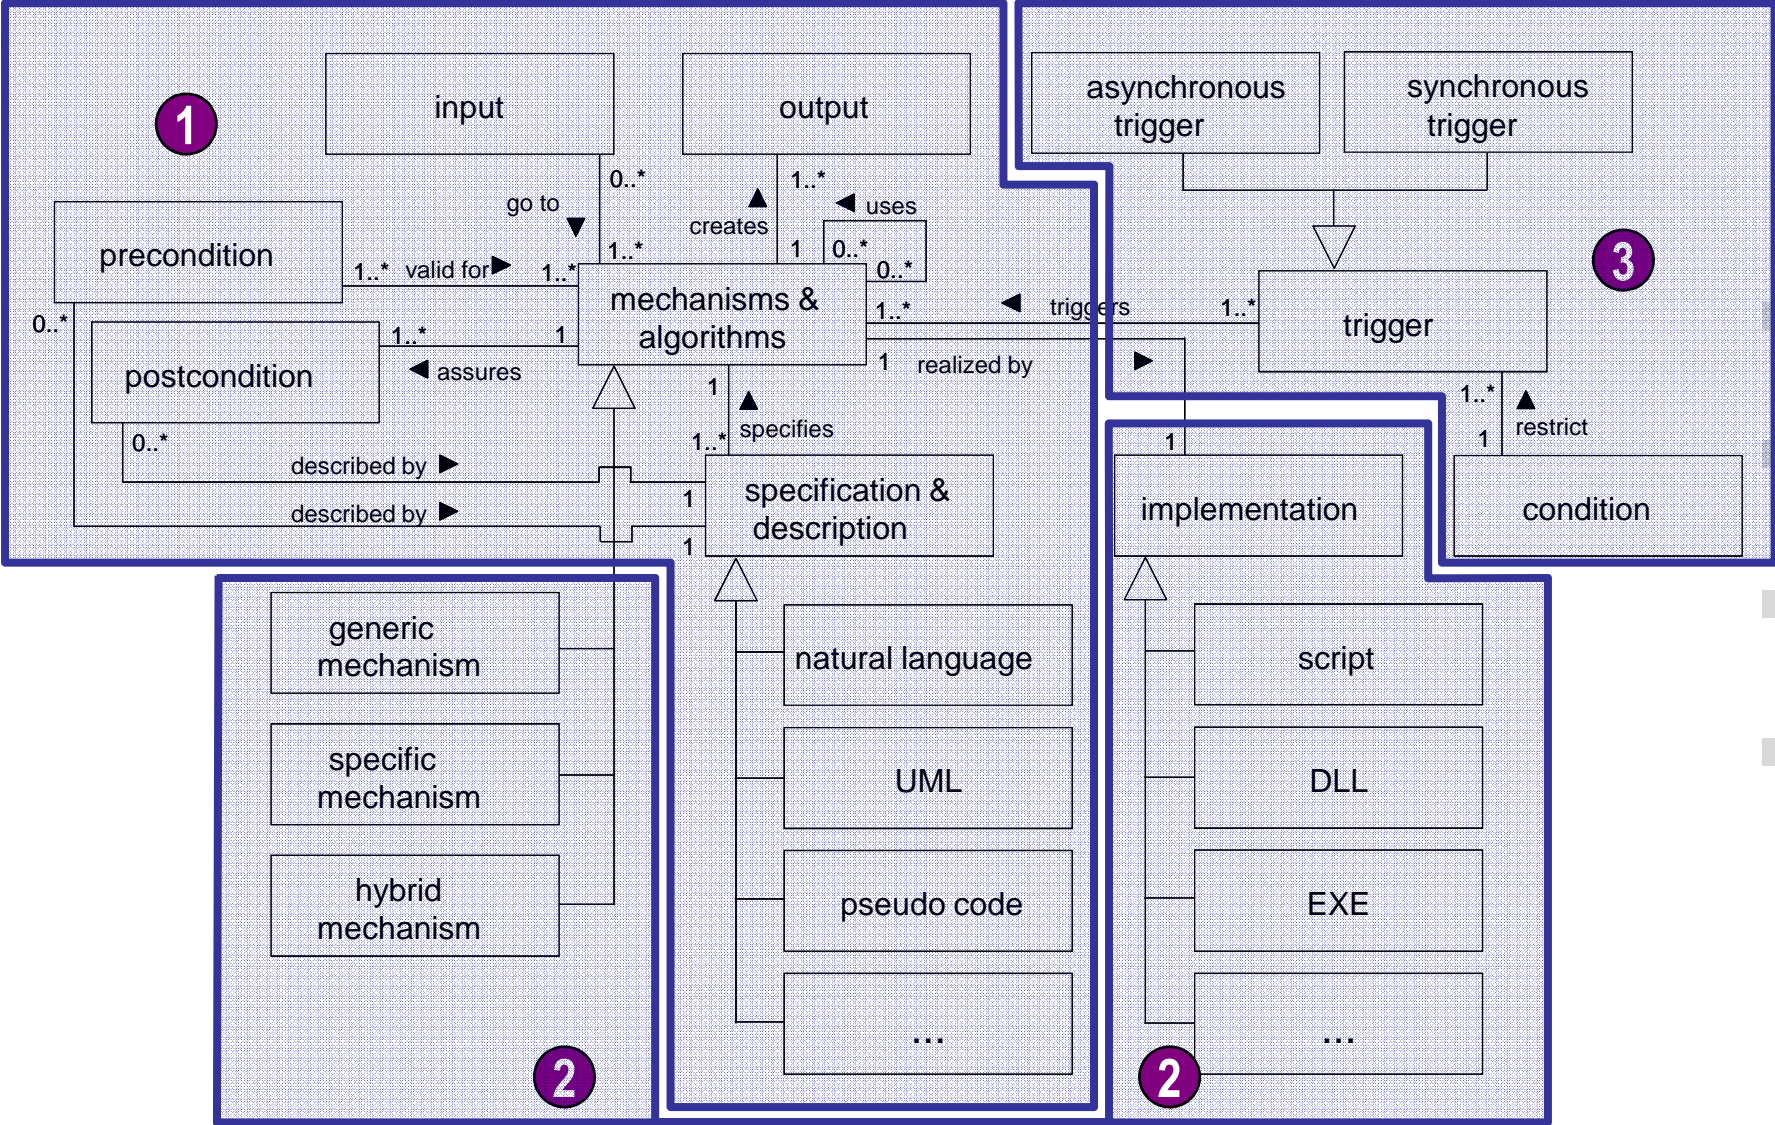 input
output
asynchronous
trigger
synchronous
trigger
1
0..*
1..*
go to
uses
creates
precondition
1..*
1
0..*
0..*
3
1..*
valid for
1..*
mechanisms &
algorithms
1..*
triggers
1..*
trigger
0..*
postcondition
1..*
1
assures
1
realized by
1
1..*
specifies
1..*
restrict
1
0..*
1..*
1
described by
1
specification &
description
implementation
condition
described by
1
generic
mechanism
natural language
script
specific
mechanism
UML
DLL
hybrid
mechanism
pseudo code
EXE
...
...
2
2